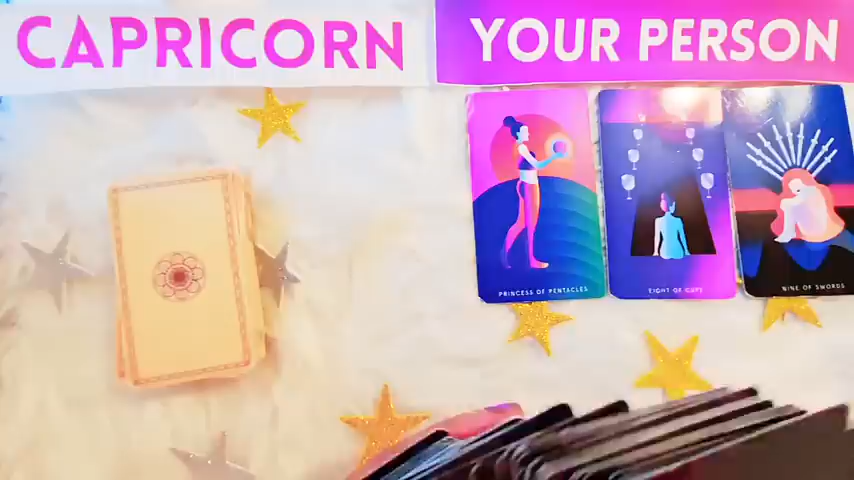 CAPRICORN
YOUR PERSON
PRINCESS OF PENTACLES
EIGHT OF CUPS
NINE OF SWORDS